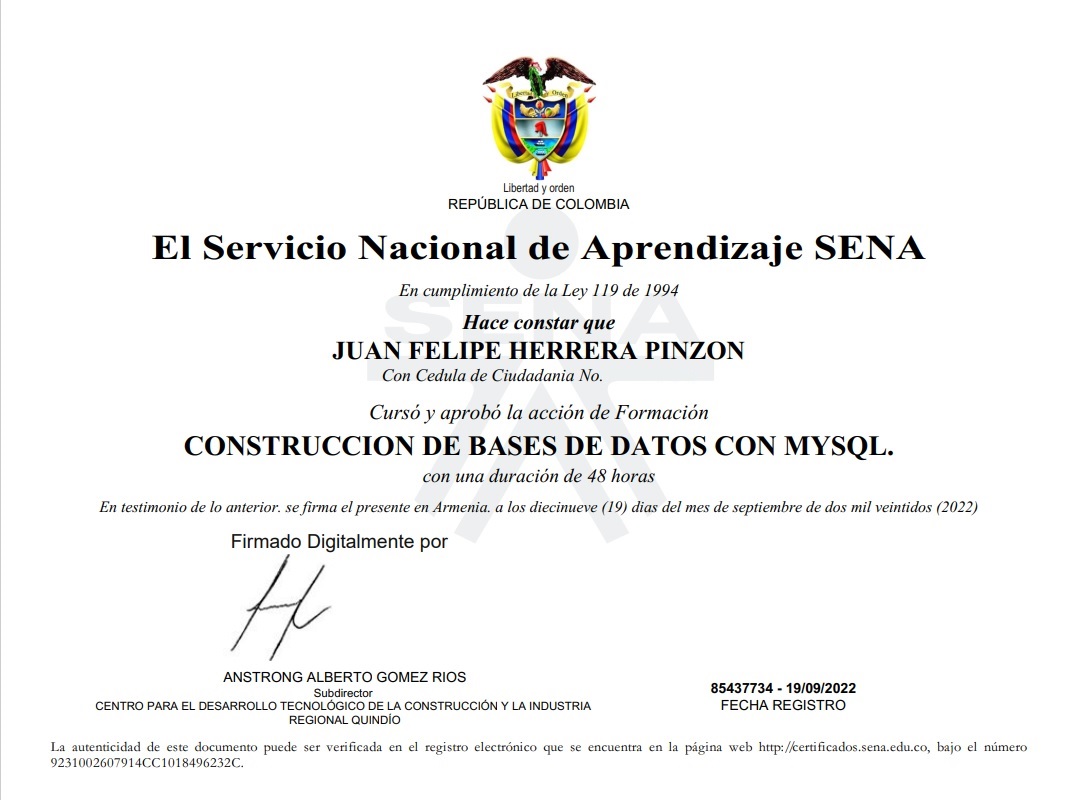 Libertad y Orden
Libertad y orden
REPÚBLICA DE COLOMBIA
El Servicio Nacional de Aprendizaje SENA
En cumplimiento de la Ley 119 de 1994
SENA
Hace constar que
JUAN FELIPE HERRERA PINZON
Con Cedula de Ciudadania No.
Cursó y aprobó la acción de Formación
CONSTRUCCION DE BASES DE DATOS CON MYSQL.
con una duración de 48 horas
En testimonio de lo anterior. se firma el presente en Armenia. a los diecinueve (19) dias del mes de septiembre de dos mil veintidos (2022)
Firmado Digitalmente por
ANSTRONG ALBERTO GOMEZ RIOS
Subdirector
CENTRO PARA EL DESARROLLO TECNOLÓGICO DE LA CONSTRUCCIÓN Y LA INDUSTRIA
REGIONAL QUINDÍO
85437734 - 19/09/2022
FECHA REGISTRO
La autenticidad de este documento puede ser verificada en el registro electrónico que se encuentra en la página web http://certificados.sena.edu.co, bajo el número
9231002607914CC1018496232C.